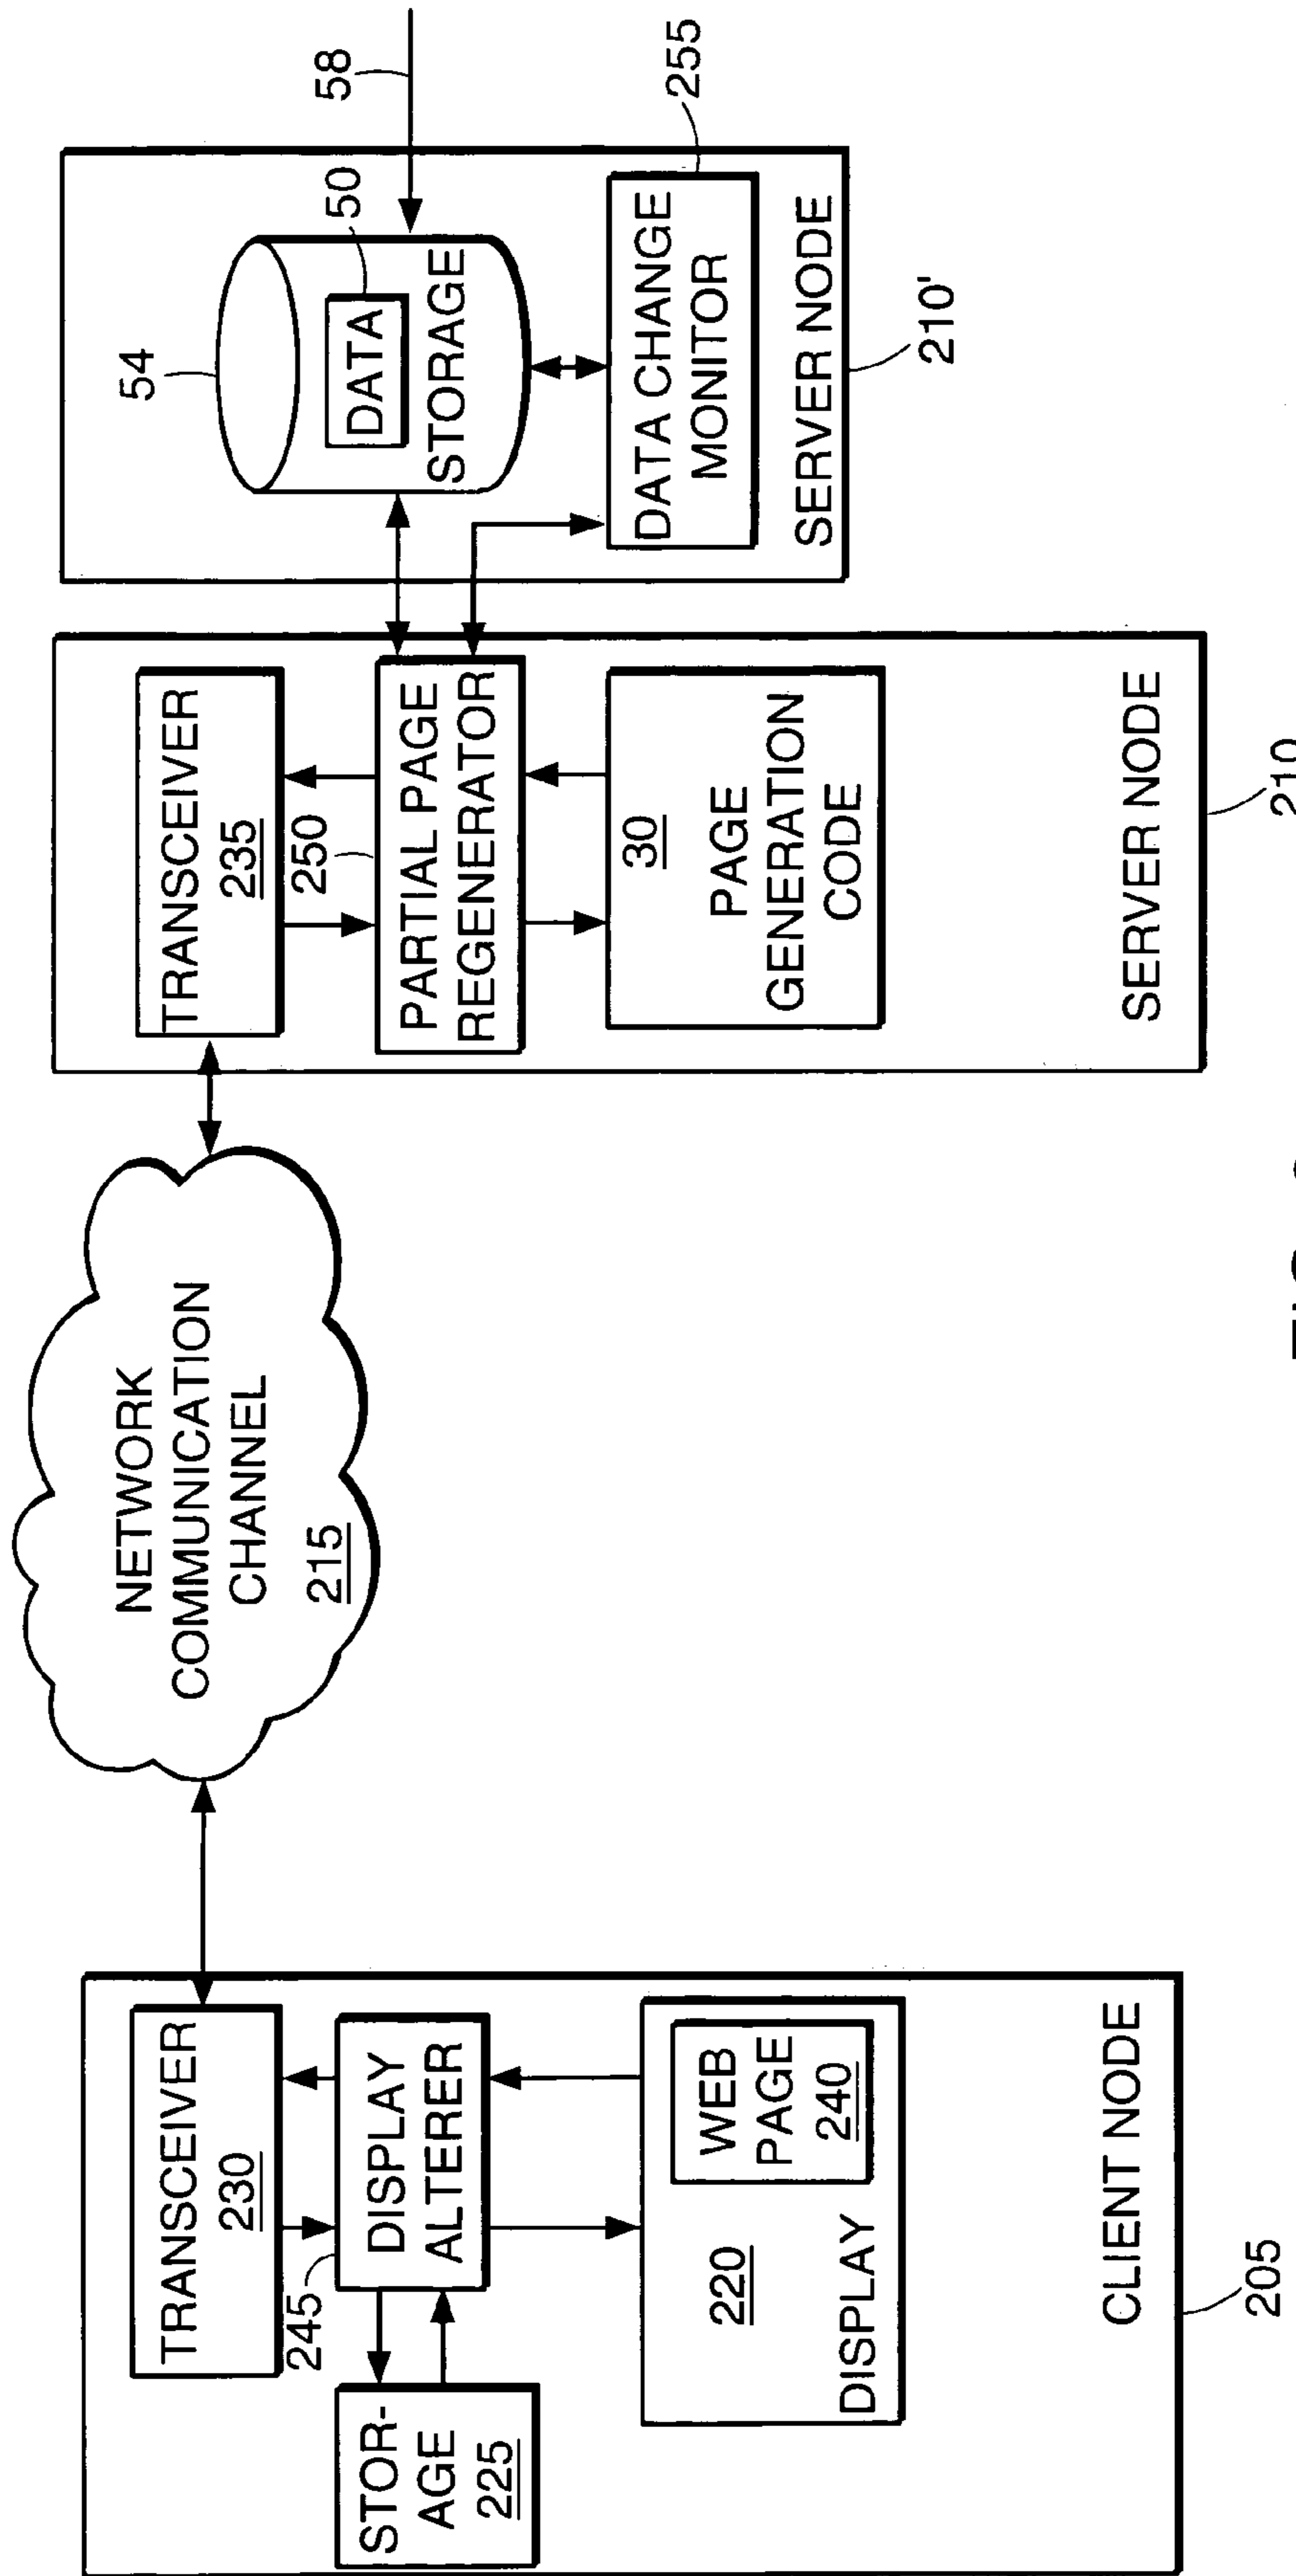 TRANSCEIVER
230
245
STOR-
AGE
225
DISPLAY
ALTERER
220
DISPLAY
WEB
PAGE
240
CLIENT NODE
205
NETWORK
COMMUNICATION
CHANNEL
215
TRANSCEIVER
235
250
PARTIAL PAGE
REGENERATOR
30
PAGE
GENERATION
CODE
SERVER NODE
210
54
50
DATA
STORAGE
58
DATA CHANGE
MONITOR
255
SERVER NODE
210'